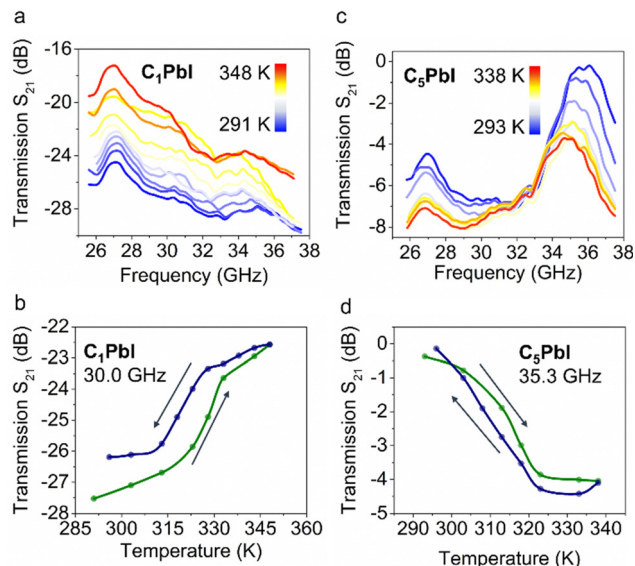 a
Transmission S21 (dB)
-16
-20
-24
-28
C1PbI
348 K
291 K
26 28 30 32 34 36 38
Frequency (GHz)
c
Transmission S21 (dB)
0
-2
-4
-6
-8
C5PbI
338 K
293 K
26 28 30 32 34 36 38
Frequency (GHz)
b
Transmission S21 (dB)
-22
-23
-24
-25
-26
-27
-28
C1PbI
30.0 GHz
285 300 315 330 345 360
Temperature (K)
d
Transmission S21 (dB)
1
0
-1
-2
-3
-4
-5
C5PbI
35.3 GHz
290 300 310 320 330 340
Temperature (K)